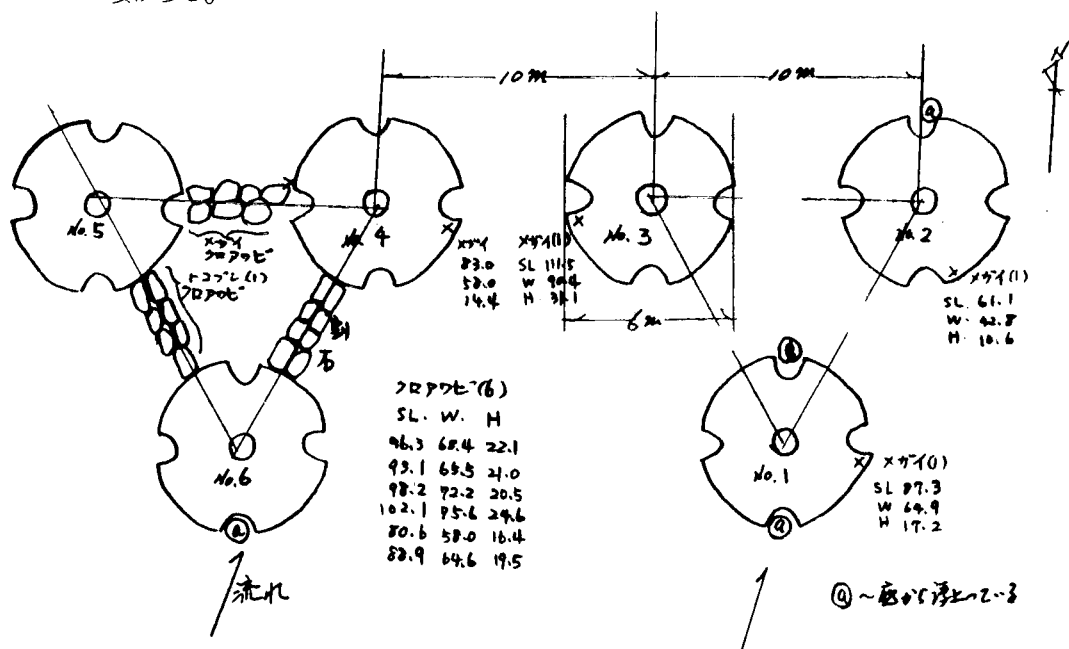 N
10m
10m
ⓐ
No.5
No.4
No.3
No.2
メガイ
クロアワビ
トコブシ(1)
クロアワビ
割
石
メガイ
83.0
58.0
14.4
メガイ(1)
SL 111.5
W 90.4
H 31.1
6m
メガイ(1)
SL. 61.1
W. 42.8
H. 10.6
クロアワビ(6)
SL. W. H
96.3 68.4 22.1
93.1 65.5 21.0
98.2 72.2 20.5
102.1 75.6 24.6
80.6 58.0 16.4
88.9 64.6 19.5
No.6
ⓐ
流れ
No.1
ⓐ
メガイ(1)
SL 87.3
W 64.9
H 17.2
ⓐ～底から浮上っている